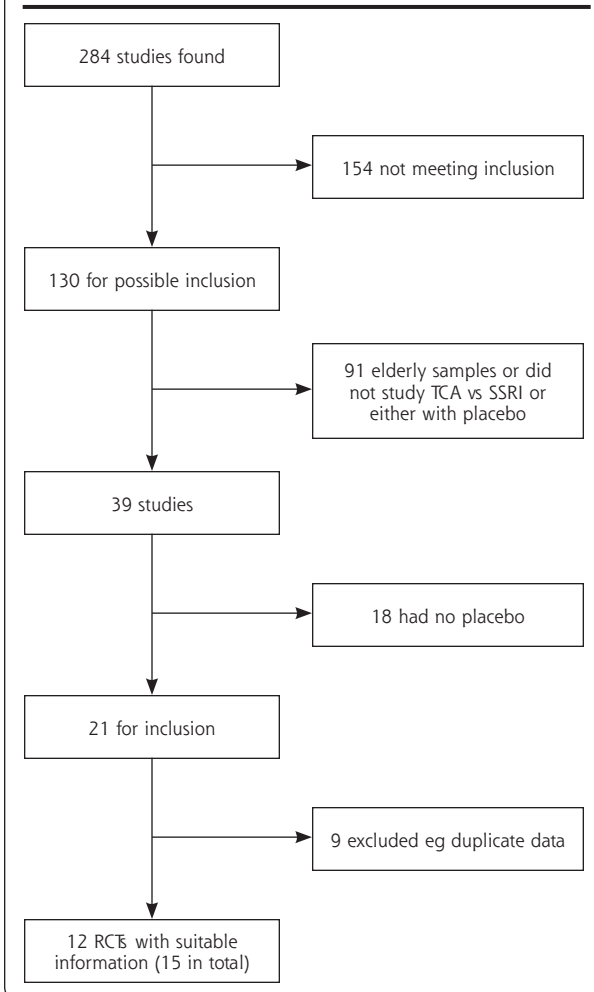 284 studies found
154 not meeting inclusion
130 for possible inclusion
91 elderly samples or did
not study TCA vs SSRI or
either with placebo
39 studies
18 had no placebo
21 for inclusion
9 excluded eg duplicate data
12 RCTs with suitable
information (15 in total)